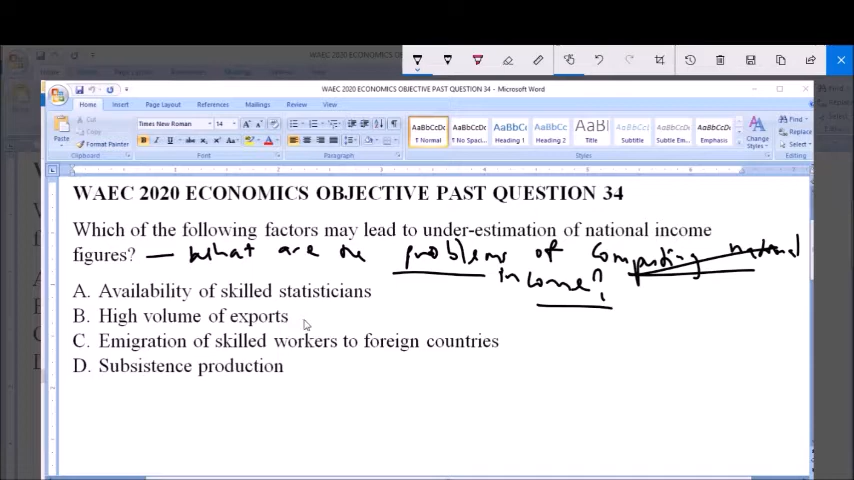 WAEC 2020 ECONOMICS OBJECTIVE PAST QUESTION 34 - Microsoft Word
Home Insert Page Layout References Mailings Review View
Cut
Copy
Format Painter
Paste
Clipboard
Times New Roman 14
Font
Paragraph
AaBbCcDc AaBbCcDc AaBbC AaBbCc AaBl AaBbCc. AaBbCcDc AaBbCcDc
¶ Normal ¶ No Spaci... Heading 1 Heading 2 Title Subtitle Subtle Em... Emphasis
Styles
Change Styles
Find
Replace
Select
Editing
WAEC 2020 ECONOMICS OBJECTIVE PAST QUESTION 34
Which of the following factors may lead to under-estimation of national income
figures? — What are the problems of Computing national
income?
A. Availability of skilled statisticians
B. High volume of exports
C. Emigration of skilled workers to foreign countries
D. Subsistence production